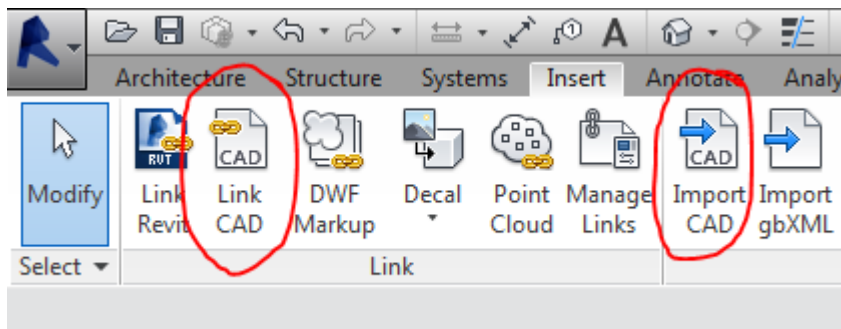 A
Architecture Structure Systems Insert Annotate Analy
RVT CAD CAD
Modify Link Revit Link CAD DWF Markup Decal Point Cloud Manage Links Import CAD Import gbXML
Select Link